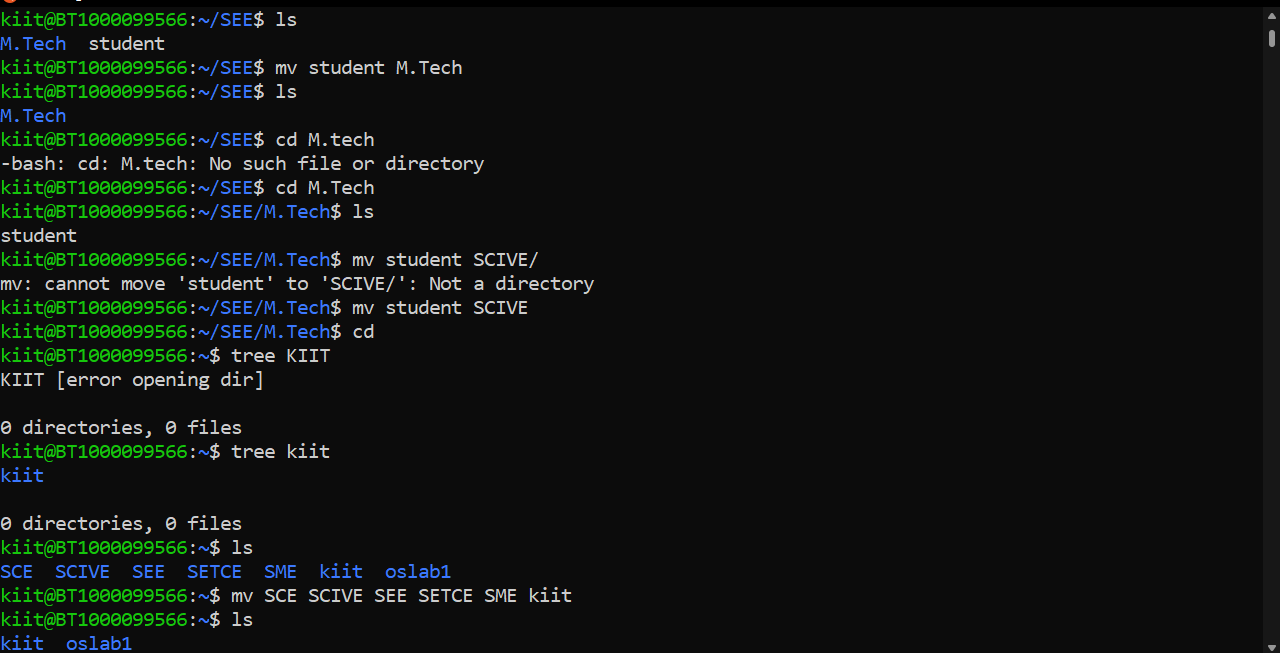 kiit@BT1000099566:~/SEE$ ls
M.Tech  student
kiit@BT1000099566:~/SEE$ mv student M.Tech
kiit@BT1000099566:~/SEE$ ls
M.Tech
kiit@BT1000099566:~/SEE$ cd M.tech
-bash: cd: M.tech: No such file or directory
kiit@BT1000099566:~/SEE$ cd M.Tech
kiit@BT1000099566:~/SEE/M.Tech$ ls
student
kiit@BT1000099566:~/SEE/M.Tech$ mv student SCIVE/
mv: cannot move 'student' to 'SCIVE/': Not a directory
kiit@BT1000099566:~/SEE/M.Tech$ mv student SCIVE
kiit@BT1000099566:~/SEE/M.Tech$ cd
kiit@BT1000099566:~$ tree KIIT
KIIT [error opening dir]

0 directories, 0 files
kiit@BT1000099566:~$ tree kiit
kiit

0 directories, 0 files
kiit@BT1000099566:~$ ls
SCE  SCIVE  SEE  SETCE  SME  kiit  oslab1
kiit@BT1000099566:~$ mv SCE SCIVE SEE SETCE SME kiit
kiit@BT1000099566:~$ ls
kiit  oslab1